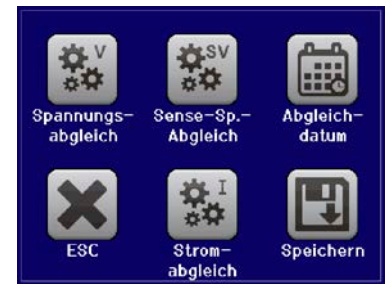 V
SV
Spannungs-
abgleich
Sense-Sp.-
Abgleich
Abgleich-
datum
I
ESC
Strom-
abgleich
Speichern